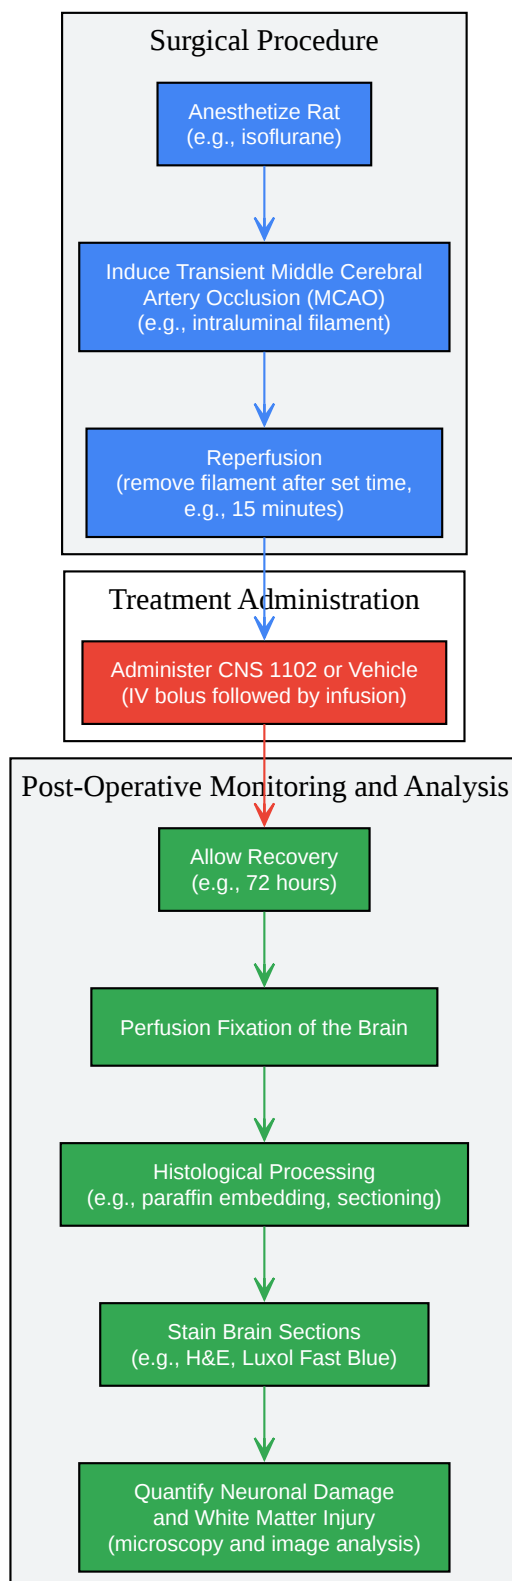 Surgical Procedure
Anesthetize Rat
(e.g., isoflurane)
Induce Transient Middle Cerebral
Artery Occlusion (MCAO)
(e.g., intraluminal filament)
Reperfusion
(remove filament after set time,
e.g., 15 minutes)
Treatment Administration
Administer CNS 1102 or Vehicle
(IV bolus followed by infusion)
Post-Operative Monitoring and Analysis
Allow Recovery
(e.g., 72 hours)
Perfusion Fixation of the Brain
Histological Processing
(e.g., paraffin embedding, sectioning)
Stain Brain Sections
(e.g., H&E, Luxol Fast Blue)
Quantify Neuronal Damage
and White Matter Injury
(microscopy and image analysis)